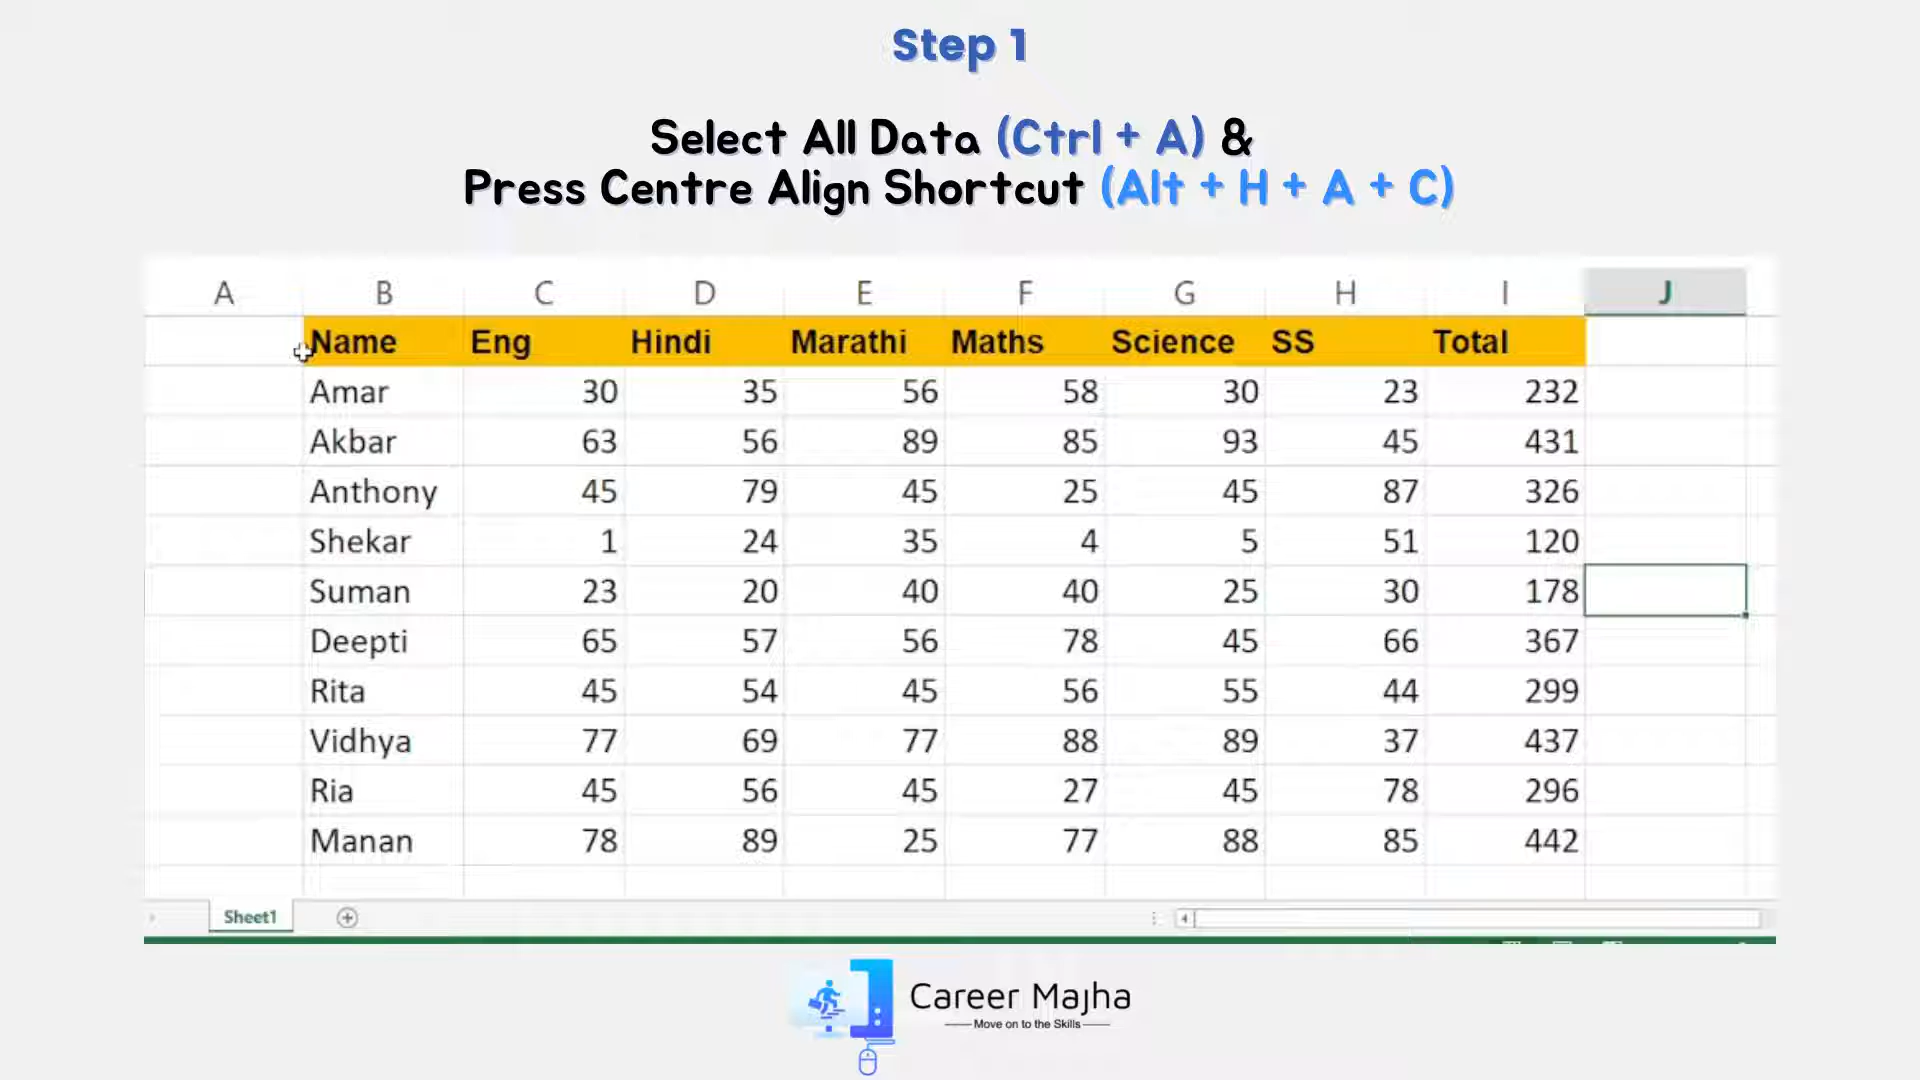 Step 1
Select All Data (Ctrl + A) &
Press Centre Align Shortcut (Alt + H + A + C)
A B C D E F G H I J
Name Eng Hindi Marathi Maths Science SS Total
Amar 30 35 56 58 30 23 232
Akbar 63 56 89 85 93 45 431
Anthony 45 79 45 25 45 87 326
Shekar 1 24 35 4 5 51 120
Suman 23 20 40 40 25 30 178
Deepti 65 57 56 78 45 66 367
Rita 45 54 45 56 55 44 299
Vidhya 77 69 77 88 89 37 437
Ria 45 56 45 27 45 78 296
Manan 78 89 25 77 88 85 442
Sheet1
Career Majha
Move on to the Skills